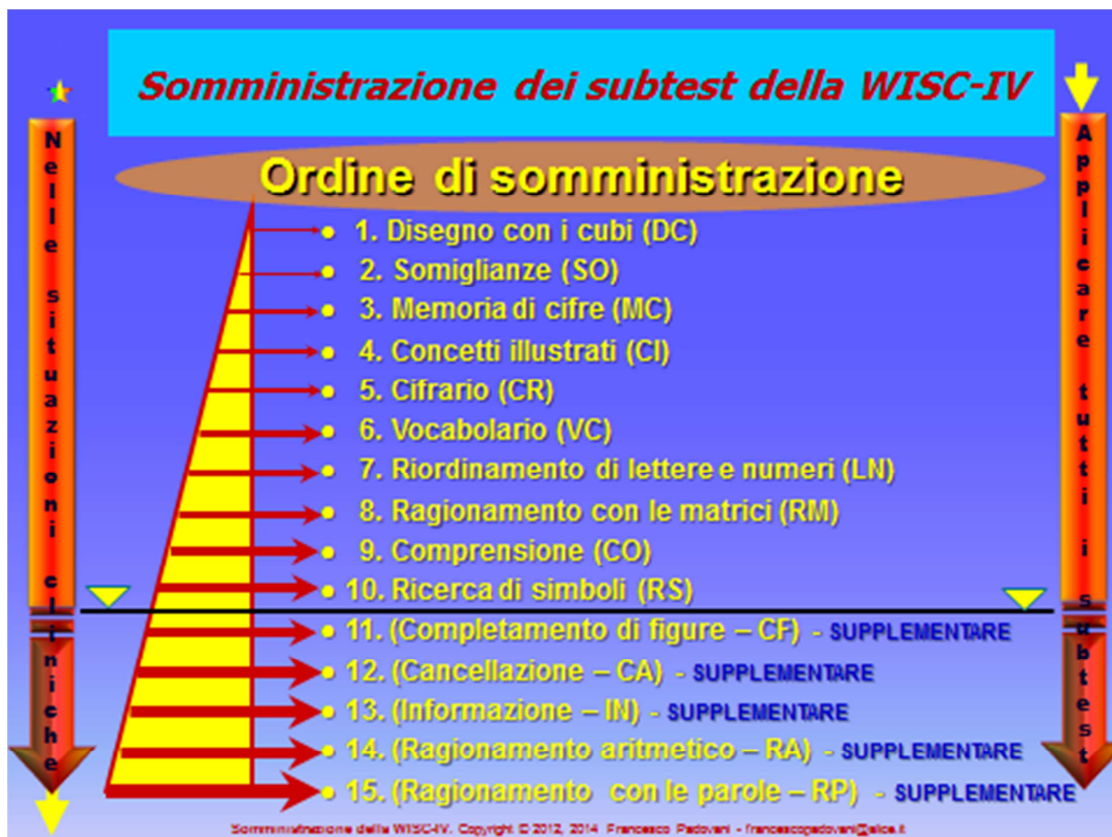 Somministrazione dei subtest della WISC-IV
Ordine di somministrazione
Nelle situazioni cliniche
Applicare tutti i subtest
• 1. Disegno con i cubi (DC)
• 2. Somiglianze (SO)
• 3. Memoria di cifre (MC)
• 4. Concetti illustrati (CI)
• 5. Cifrario (CR)
• 6. Vocabolario (VC)
• 7. Riordinamento di lettere e numeri (LN)
• 8. Ragionamento con le matrici (RM)
• 9. Comprensione (CO)
• 10. Ricerca di simboli (RS)
• 11. (Completamento di figure – CF) - SUPPLEMENTARE
• 12. (Cancellazione – CA) - SUPPLEMENTARE
• 13. (Informazione – IN) - SUPPLEMENTARE
• 14. (Ragionamento aritmetico – RA) - SUPPLEMENTARE
• 15. (Ragionamento con le parole – RP) - SUPPLEMENTARE
Somministrazione della WISC-IV. Copyright © 2012, 2014 Francesco Padovani - francescopadovani@alice.it